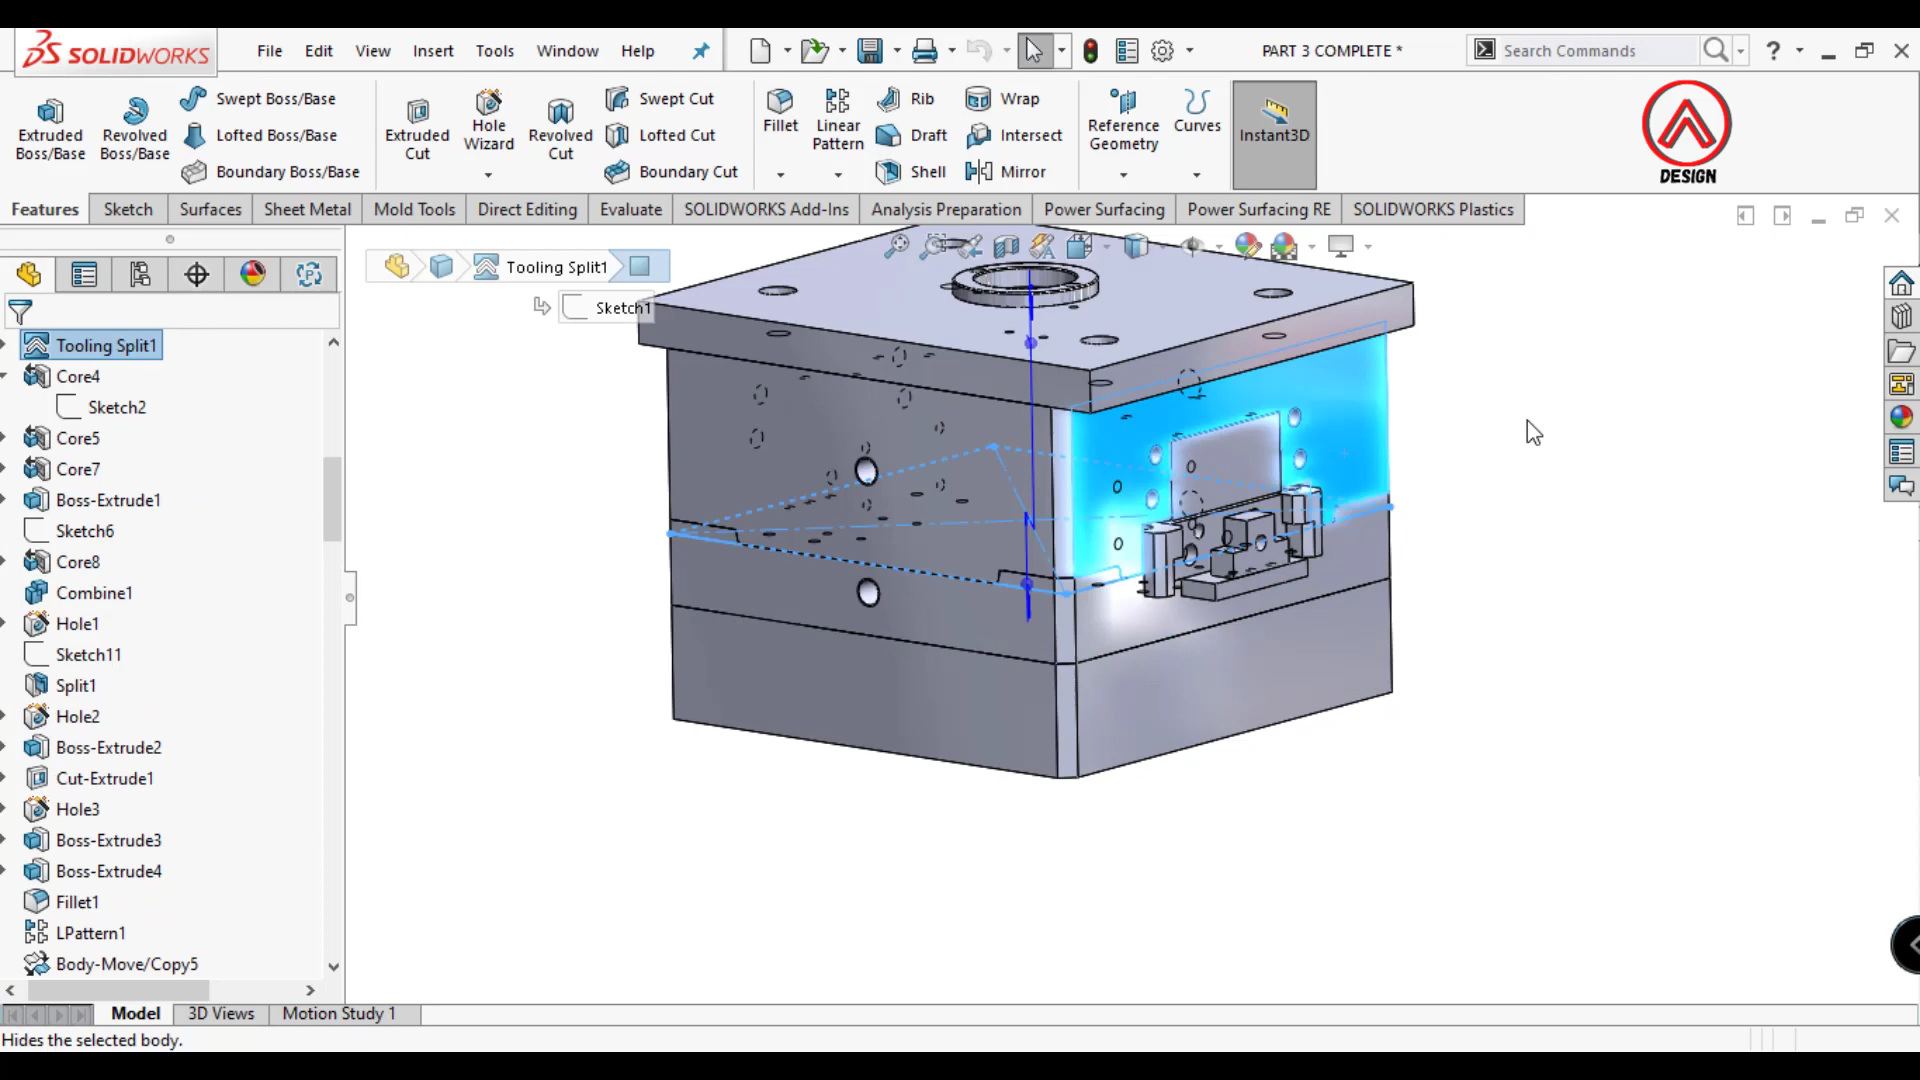 SOLIDWORKS
File Edit View Insert Tools Window Help
PART 3 COMPLETE *
Search Commands
?
Extruded Boss/Base
Revolved Boss/Base
Swept Boss/Base
Lofted Boss/Base
Boundary Boss/Base
Extruded Cut
Hole Wizard
Revolved Cut
Swept Cut
Lofted Cut
Boundary Cut
Fillet
Linear Pattern
Rib
Draft
Shell
Wrap
Intersect
Mirror
Reference Geometry
Curves
Instant3D
DESIGN
Features Sketch Surfaces Sheet Metal Mold Tools Direct Editing Evaluate SOLIDWORKS Add-Ins Analysis Preparation Power Surfacing Power Surfacing RE SOLIDWORKS Plastics
Tooling Split1
Sketch1
Tooling Split1
Core4
Sketch2
Core5
Core7
Boss-Extrude1
Sketch6
Core8
Combine1
Hole1
Sketch11
Split1
Hole2
Boss-Extrude2
Cut-Extrude1
Hole3
Boss-Extrude3
Boss-Extrude4
Fillet1
LPattern1
Body-Move/Copy5
Model 3D Views Motion Study 1
Hides the selected body.